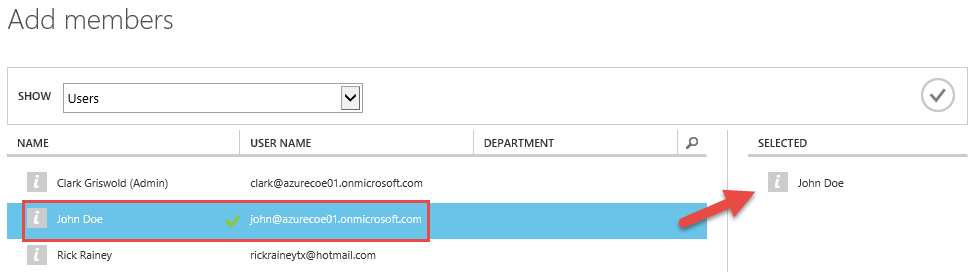 Add members
SHOW Users
NAME USER NAME DEPARTMENT SELECTED
Clark Griswold (Admin) clark@azurecoe01.onmicrosoft.com John Doe
John Doe john@azurecoe01.onmicrosoft.com
Rick Rainey rickraineytx@hotmail.com